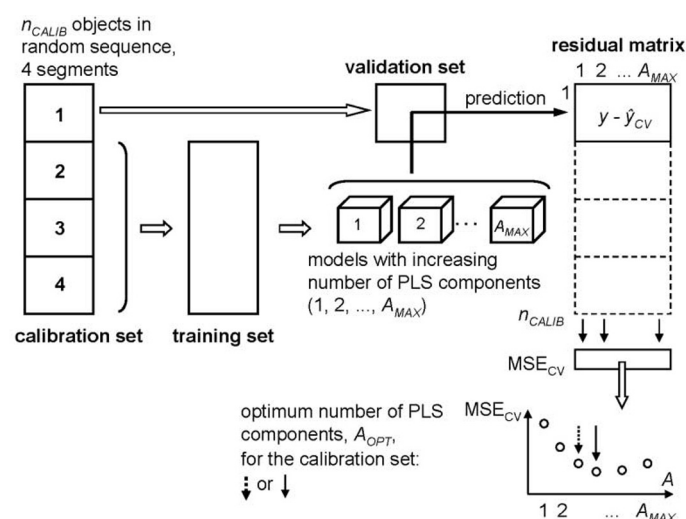 n_CALIB objects in
random sequence,
4 segments
1
2
3
4
calibration set
training set
validation set
prediction
1
2
...
A_MAX
models with increasing
number of PLS components
(1, 2, ..., A_MAX)
residual matrix
1 2 ... A_MAX
1
y - ŷ_CV
n_CALIB
MSE_CV
optimum number of PLS
components, A_OPT,
for the calibration set:
or
MSE_CV
A
1 2 ... A_MAX